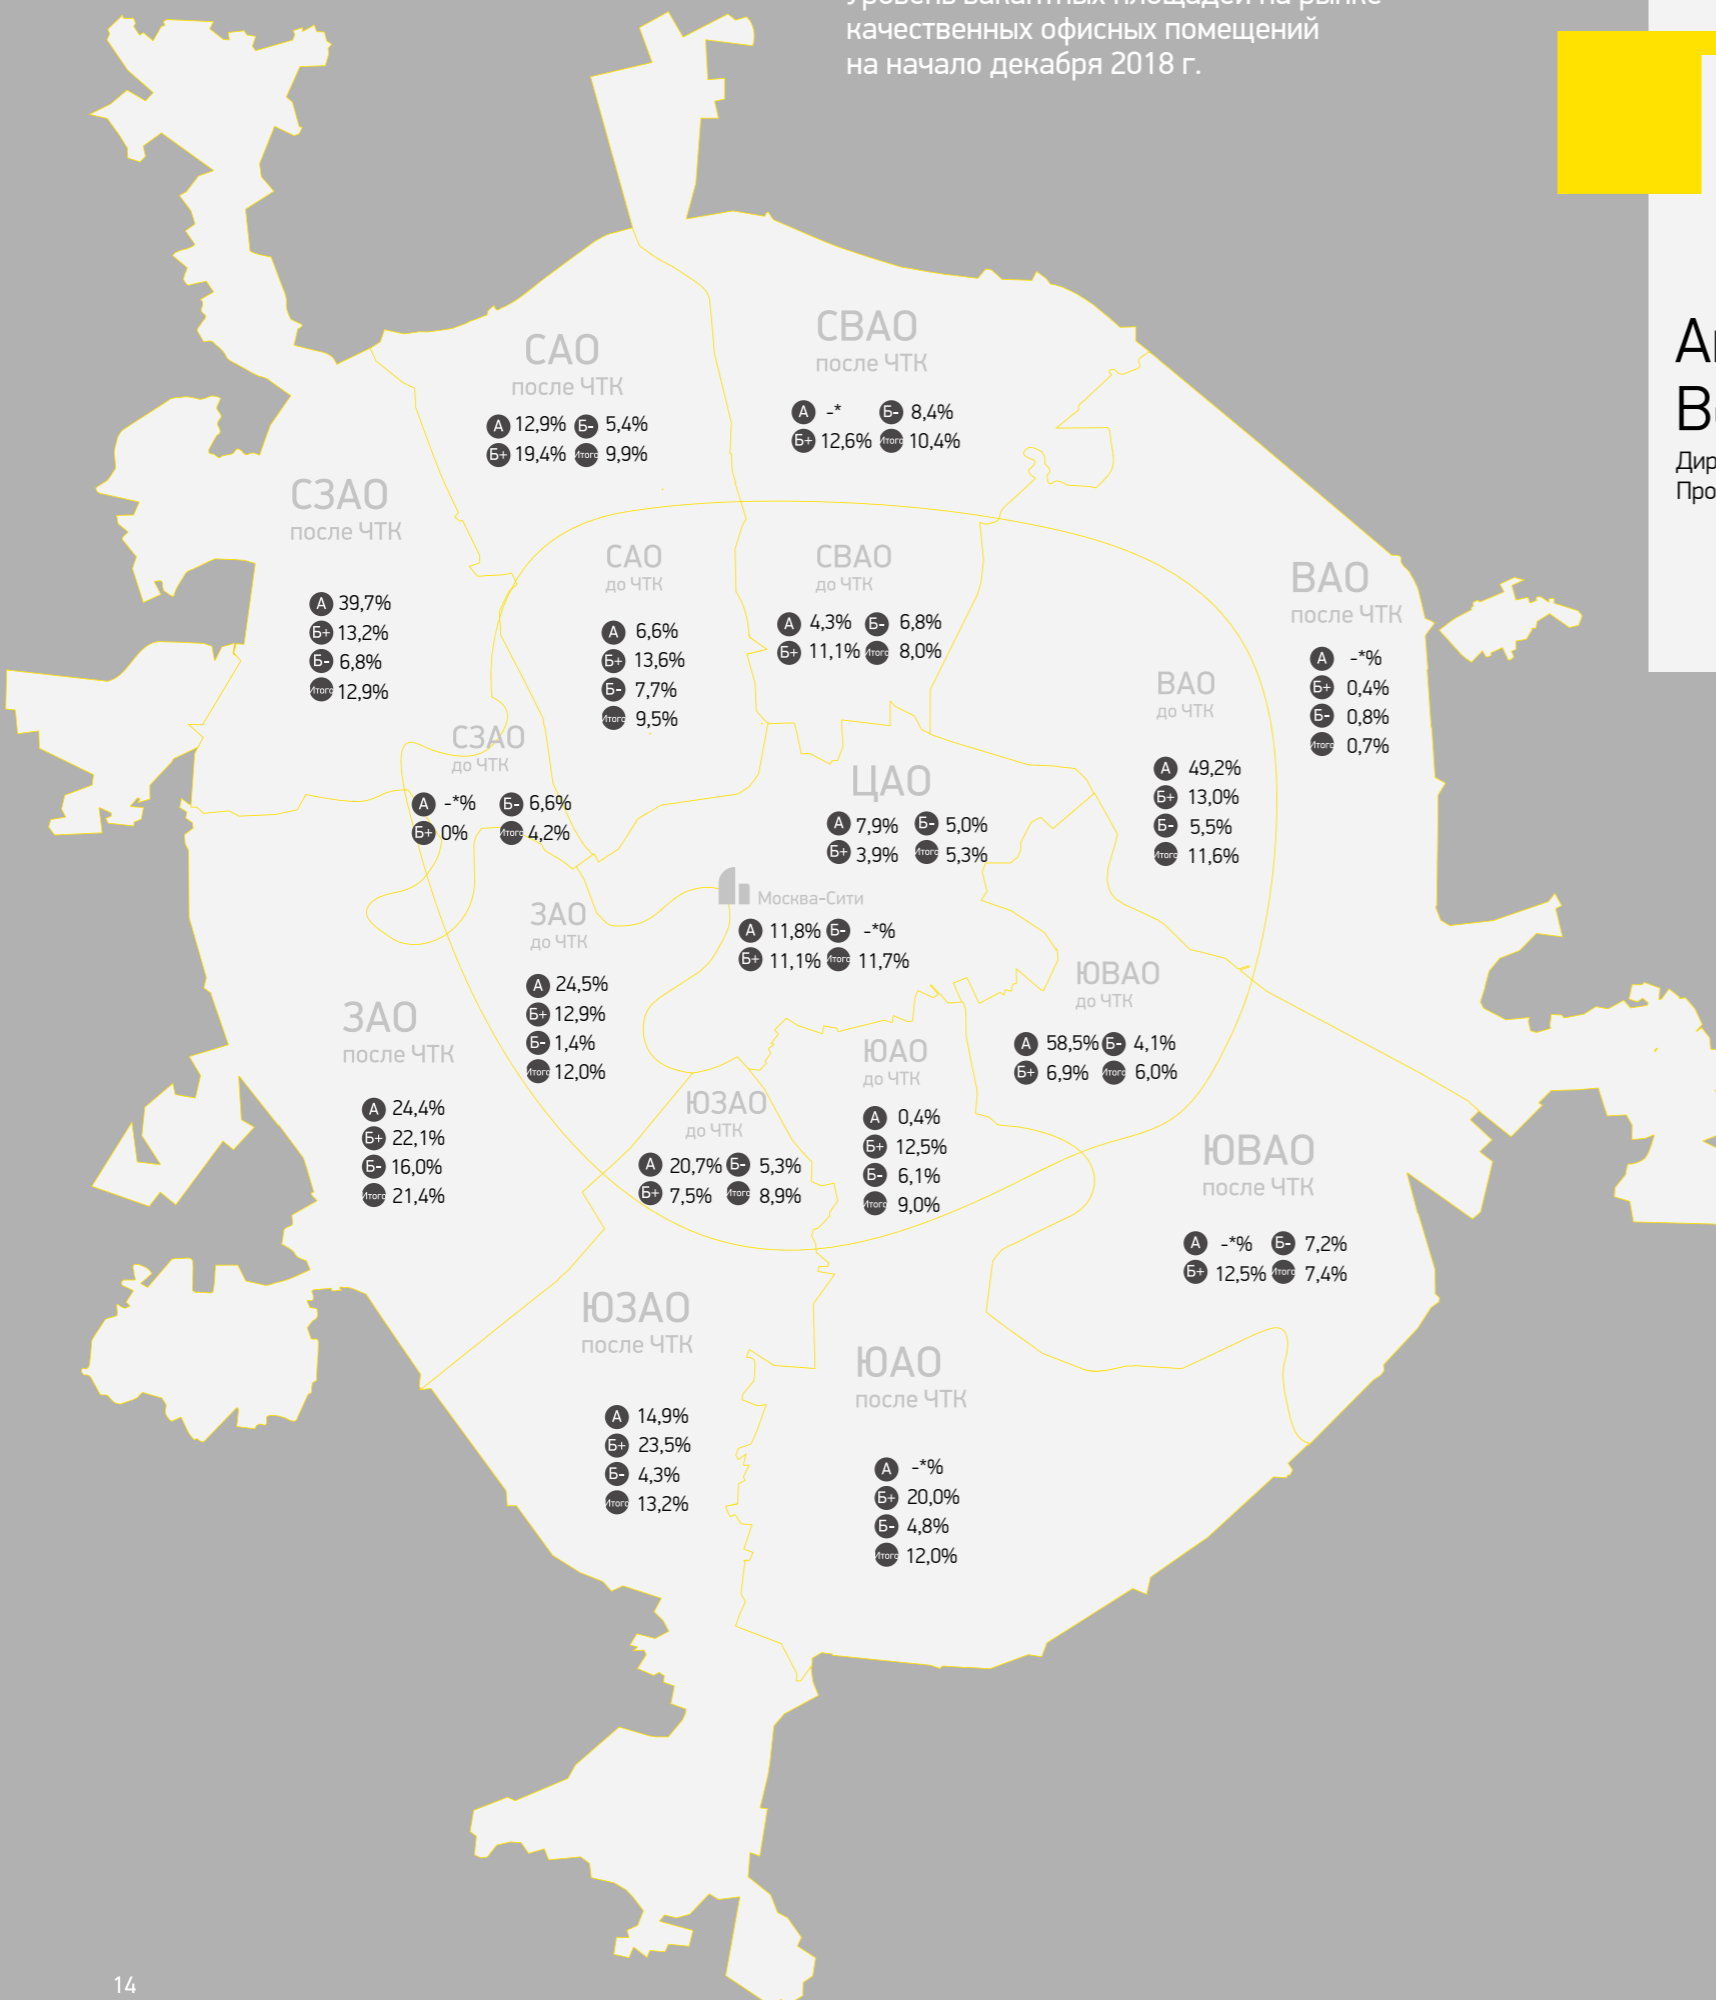 качественных офисных помещений
на начало декабря 2018 г.
САО
после ЧТК
А 12,9% Б- 5,4%
Б+ 19,4% Итого 9,9%
СВАО
после ЧТК
А -* Б- 8,4%
Б+ 12,6% Итого 10,4%
СЗАО
после ЧТК
А 39,7%
Б+ 13,2%
Б- 6,8%
Итого 12,9%
САО
до ЧТК
А 6,6%
Б+ 13,6%
Б- 7,7%
Итого 9,5%
СВАО
до ЧТК
А 4,3% Б- 6,8%
Б+ 11,1% Итого 8,0%
ВАО
после ЧТК
А -*%
Б+ 0,4%
Б- 0,8%
Итого 0,7%
ВАО
до ЧТК
А 49,2%
Б+ 13,0%
Б- 5,5%
Итого 11,6%
СЗАО
до ЧТК
А -*% Б- 6,6%
Б+ 0% Итого 4,2%
ЦАО
А 7,9% Б- 5,0%
Б+ 3,9% Итого 5,3%
Москва-Сити
А 11,8% Б- -*%
Б+ 11,1% Итого 11,7%
ЗАО
до ЧТК
А 24,5%
Б+ 12,9%
Б- 1,4%
Итого 12,0%
ЮВАО
до ЧТК
А 58,5% Б- 4,1%
Б+ 6,9% Итого 6,0%
ЗАО
после ЧТК
А 24,4%
Б+ 22,1%
Б- 16,0%
Итого 21,4%
ЮАО
до ЧТК
А 0,4%
Б+ 12,5%
Б- 6,1%
Итого 9,0%
ЮЗАО
до ЧТК
А 20,7% Б- 5,3%
Б+ 7,5% Итого 8,9%
ЮВАО
после ЧТК
А -*% Б- 7,2%
Б+ 12,5% Итого 7,4%
ЮЗАО
после ЧТК
А 14,9%
Б+ 23,5%
Б- 4,3%
Итого 13,2%
ЮАО
после ЧТК
А -*%
Б+ 20,0%
Б- 4,8%
Итого 12,0%
Дир
Про
14